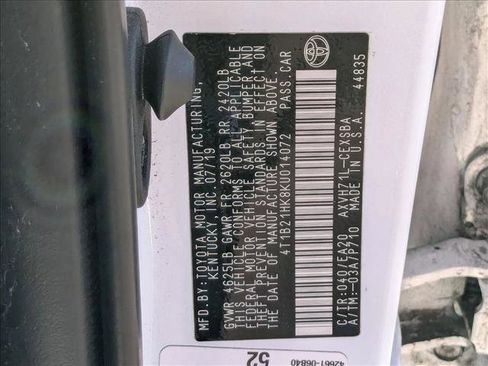 MFD.BY:TOYOTA MOTOR MANUFACTURING,
KENTUCKY,INC. 07/19
GVWR 4625LB GAWR:FR 2620LB RR 2420LB
THIS VEHICLE CONFORMS TO ALL APPLICABLE
FEDERAL MOTOR VEHICLE SAFETY,BUMPER,AND
THEFT PREVENTION STANDARDS IN EFFECT ON
THE DATE OF MANUFACTURE SHOWN ABOVE.
4T1B21HK8KU014072 PASS.CAR
C/TR:040/EA20 AXVH71L-CEXSBA
A/TM:-03A/P710 MADE IN U.S.A. 44835
42661-06B40
52